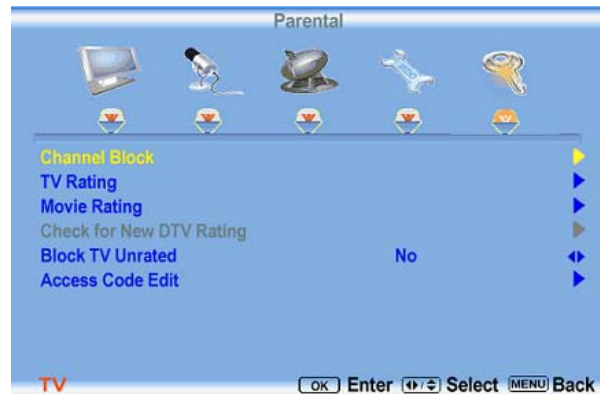 Parental
Channel Block
TV Rating
Movie Rating
Check for New DTV Rating
Block TV Unrated No
Access Code Edit
TV OK Enter Select MENU Back